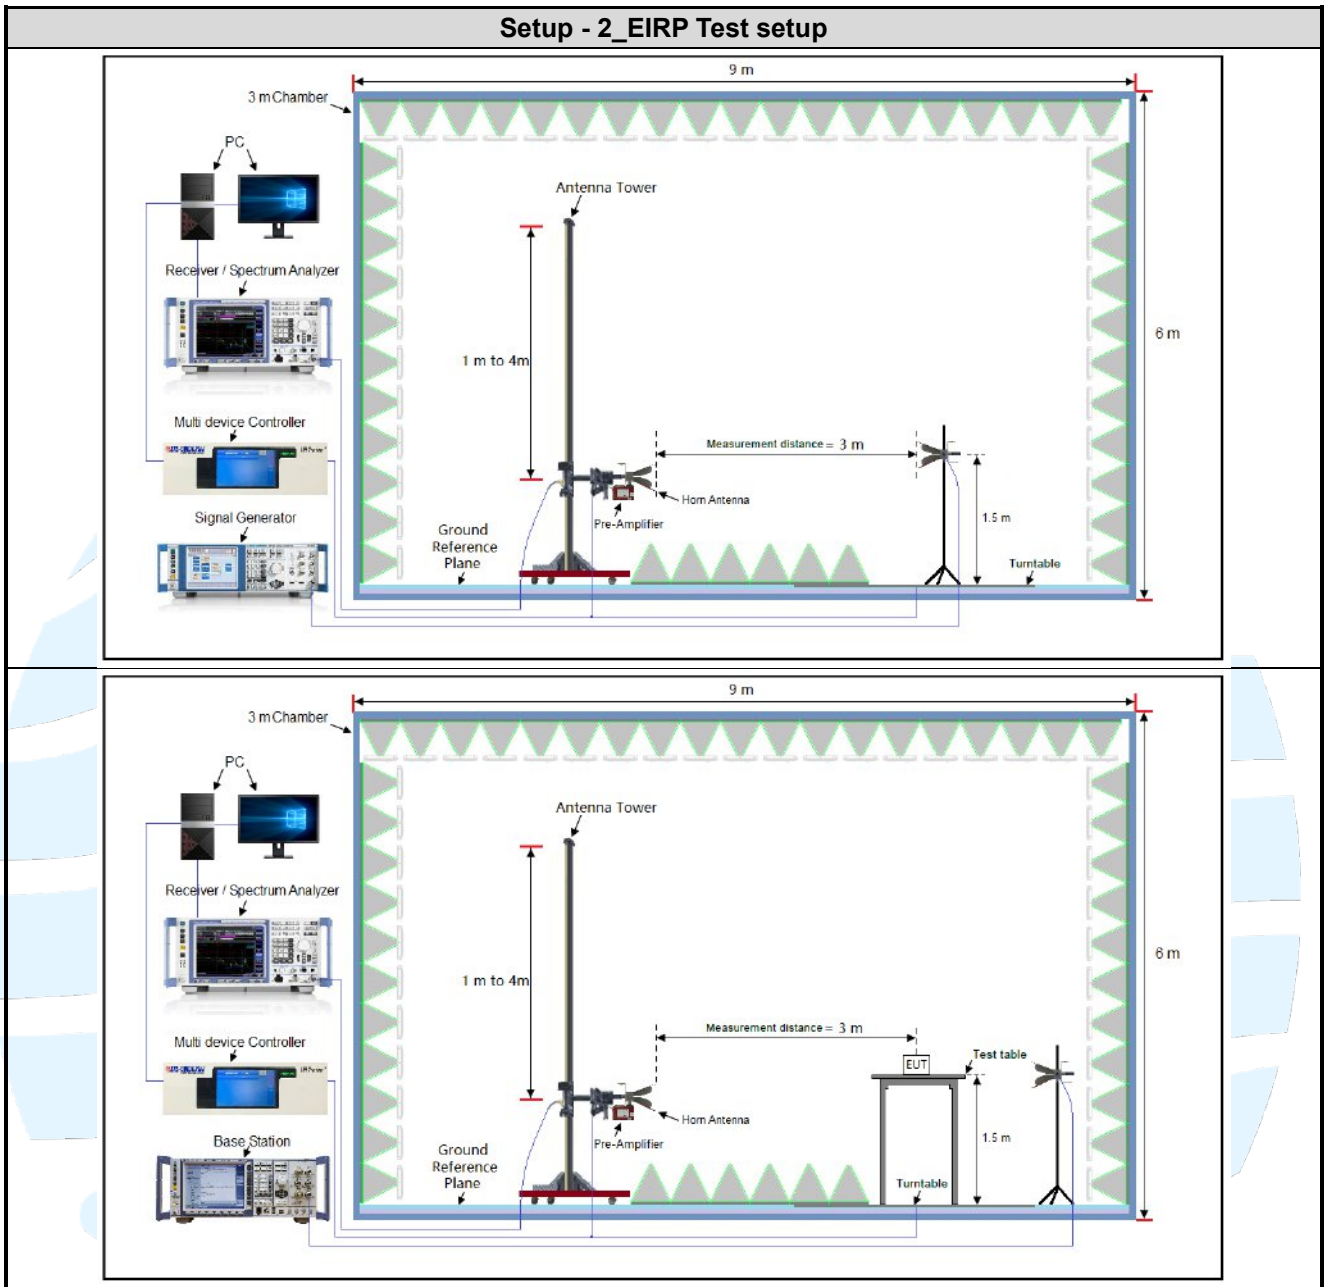 Setup - 2_EIRP Test setup
9 m
3 m Chamber
PC
Antenna Tower
Receiver / Spectrum Analyzer
6 m
1 m to 4m
Multi device Controller
Measurement distance = 3 m
Horn Antenna
Signal Generator
1.5 m
Pre-Amplifier
Ground
Reference
Plane
Turntable
9 m
3 m Chamber
PC
Antenna Tower
Receiver / Spectrum Analyzer
6 m
1 m to 4m
Measurement distance = 3 m
Multi device Controller
Test table
EUT
Horn Antenna
Base Station
Pre-Amplifier
1.5 m
Ground
Reference
Plane
Turntable